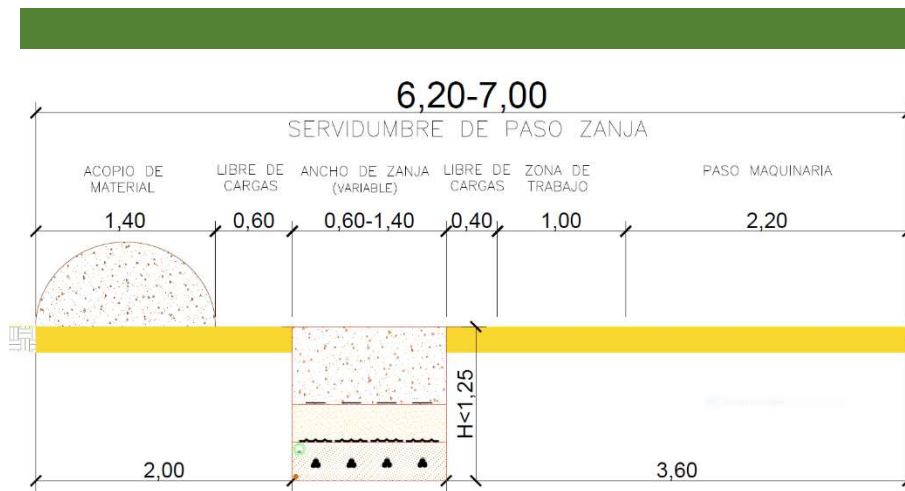 6,20-7,00
SERVIDUMBRE DE PASO ZANJA
ACOPIO DE
MATERIAL
LIBRE DE
CARGAS
ANCHO DE ZANJA
(VARIABLE)
LIBRE DE
CARGAS
ZONA DE
TRABAJO
PASO MAQUINARIA
1,40
0,60
0,60-1,40
0,40
1,00
2,20
H<1,25
2,00
3,60